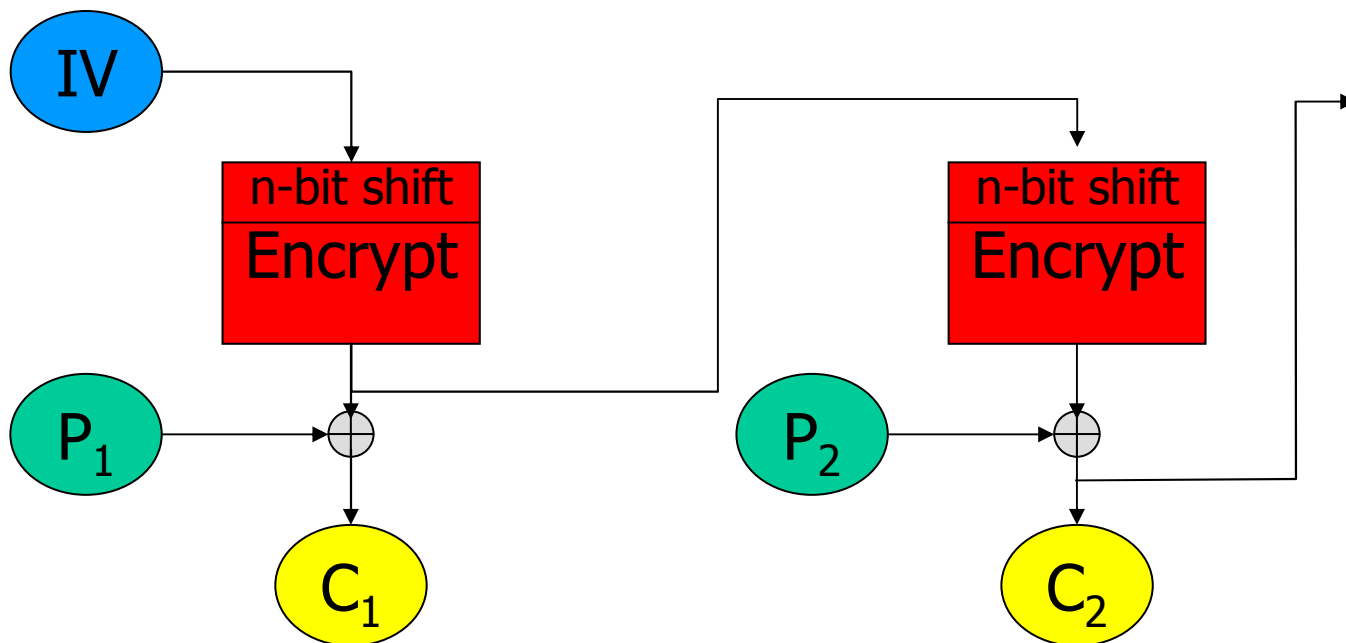 IV
n-bit shift
Encrypt
n-bit shift
Encrypt
P1
P2
C1
C2